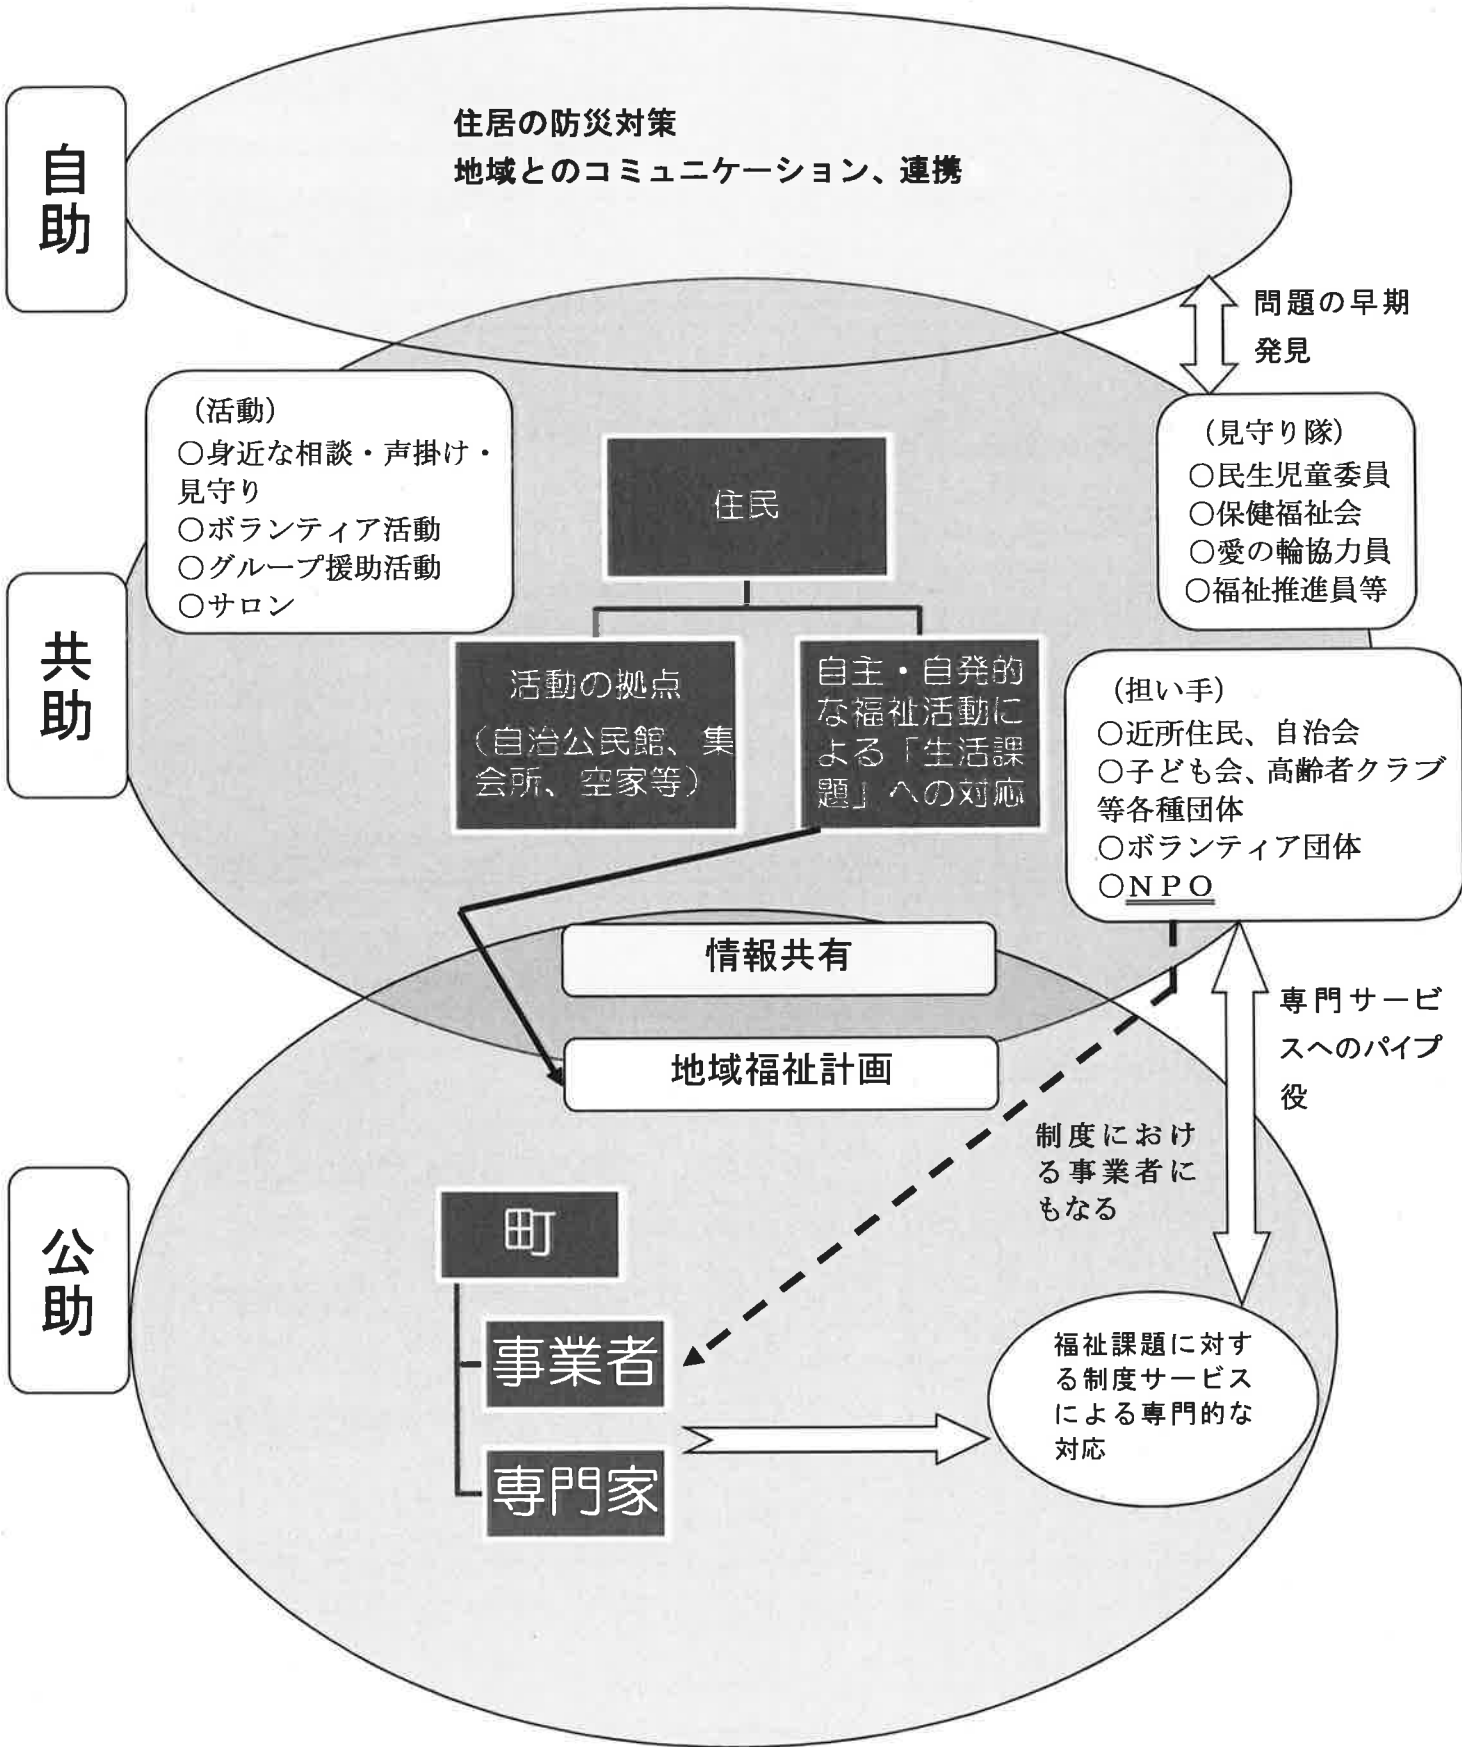 住居の防災対策
地域とのコミュニケーション、連携
自
助
問題の早期
発見
（活動）
○身近な相談・声掛け・
見守り
○ボランティア活動
○グループ援助活動
○サロン
住民
（見守り隊）
○民生児童委員
○保健福祉会
○愛の輪協力員
○福祉推進員等
共
助
活動の拠点
（自治公民館、集
会所、空家等）
自主・自発的
な福祉活動に
よる「生活課
題」への対応
（担い手）
○近所住民、自治会
○子ども会、高齢者クラブ
等各種団体
○ボランティア団体
○ＮＰＯ
情報共有
地域福祉計画
専門サービ
スへのパイプ
役
制度におけ
る事業者に
もなる
公
助
町
事業者
専門家
福祉課題に対す
る制度サービス
による専門的な
対応